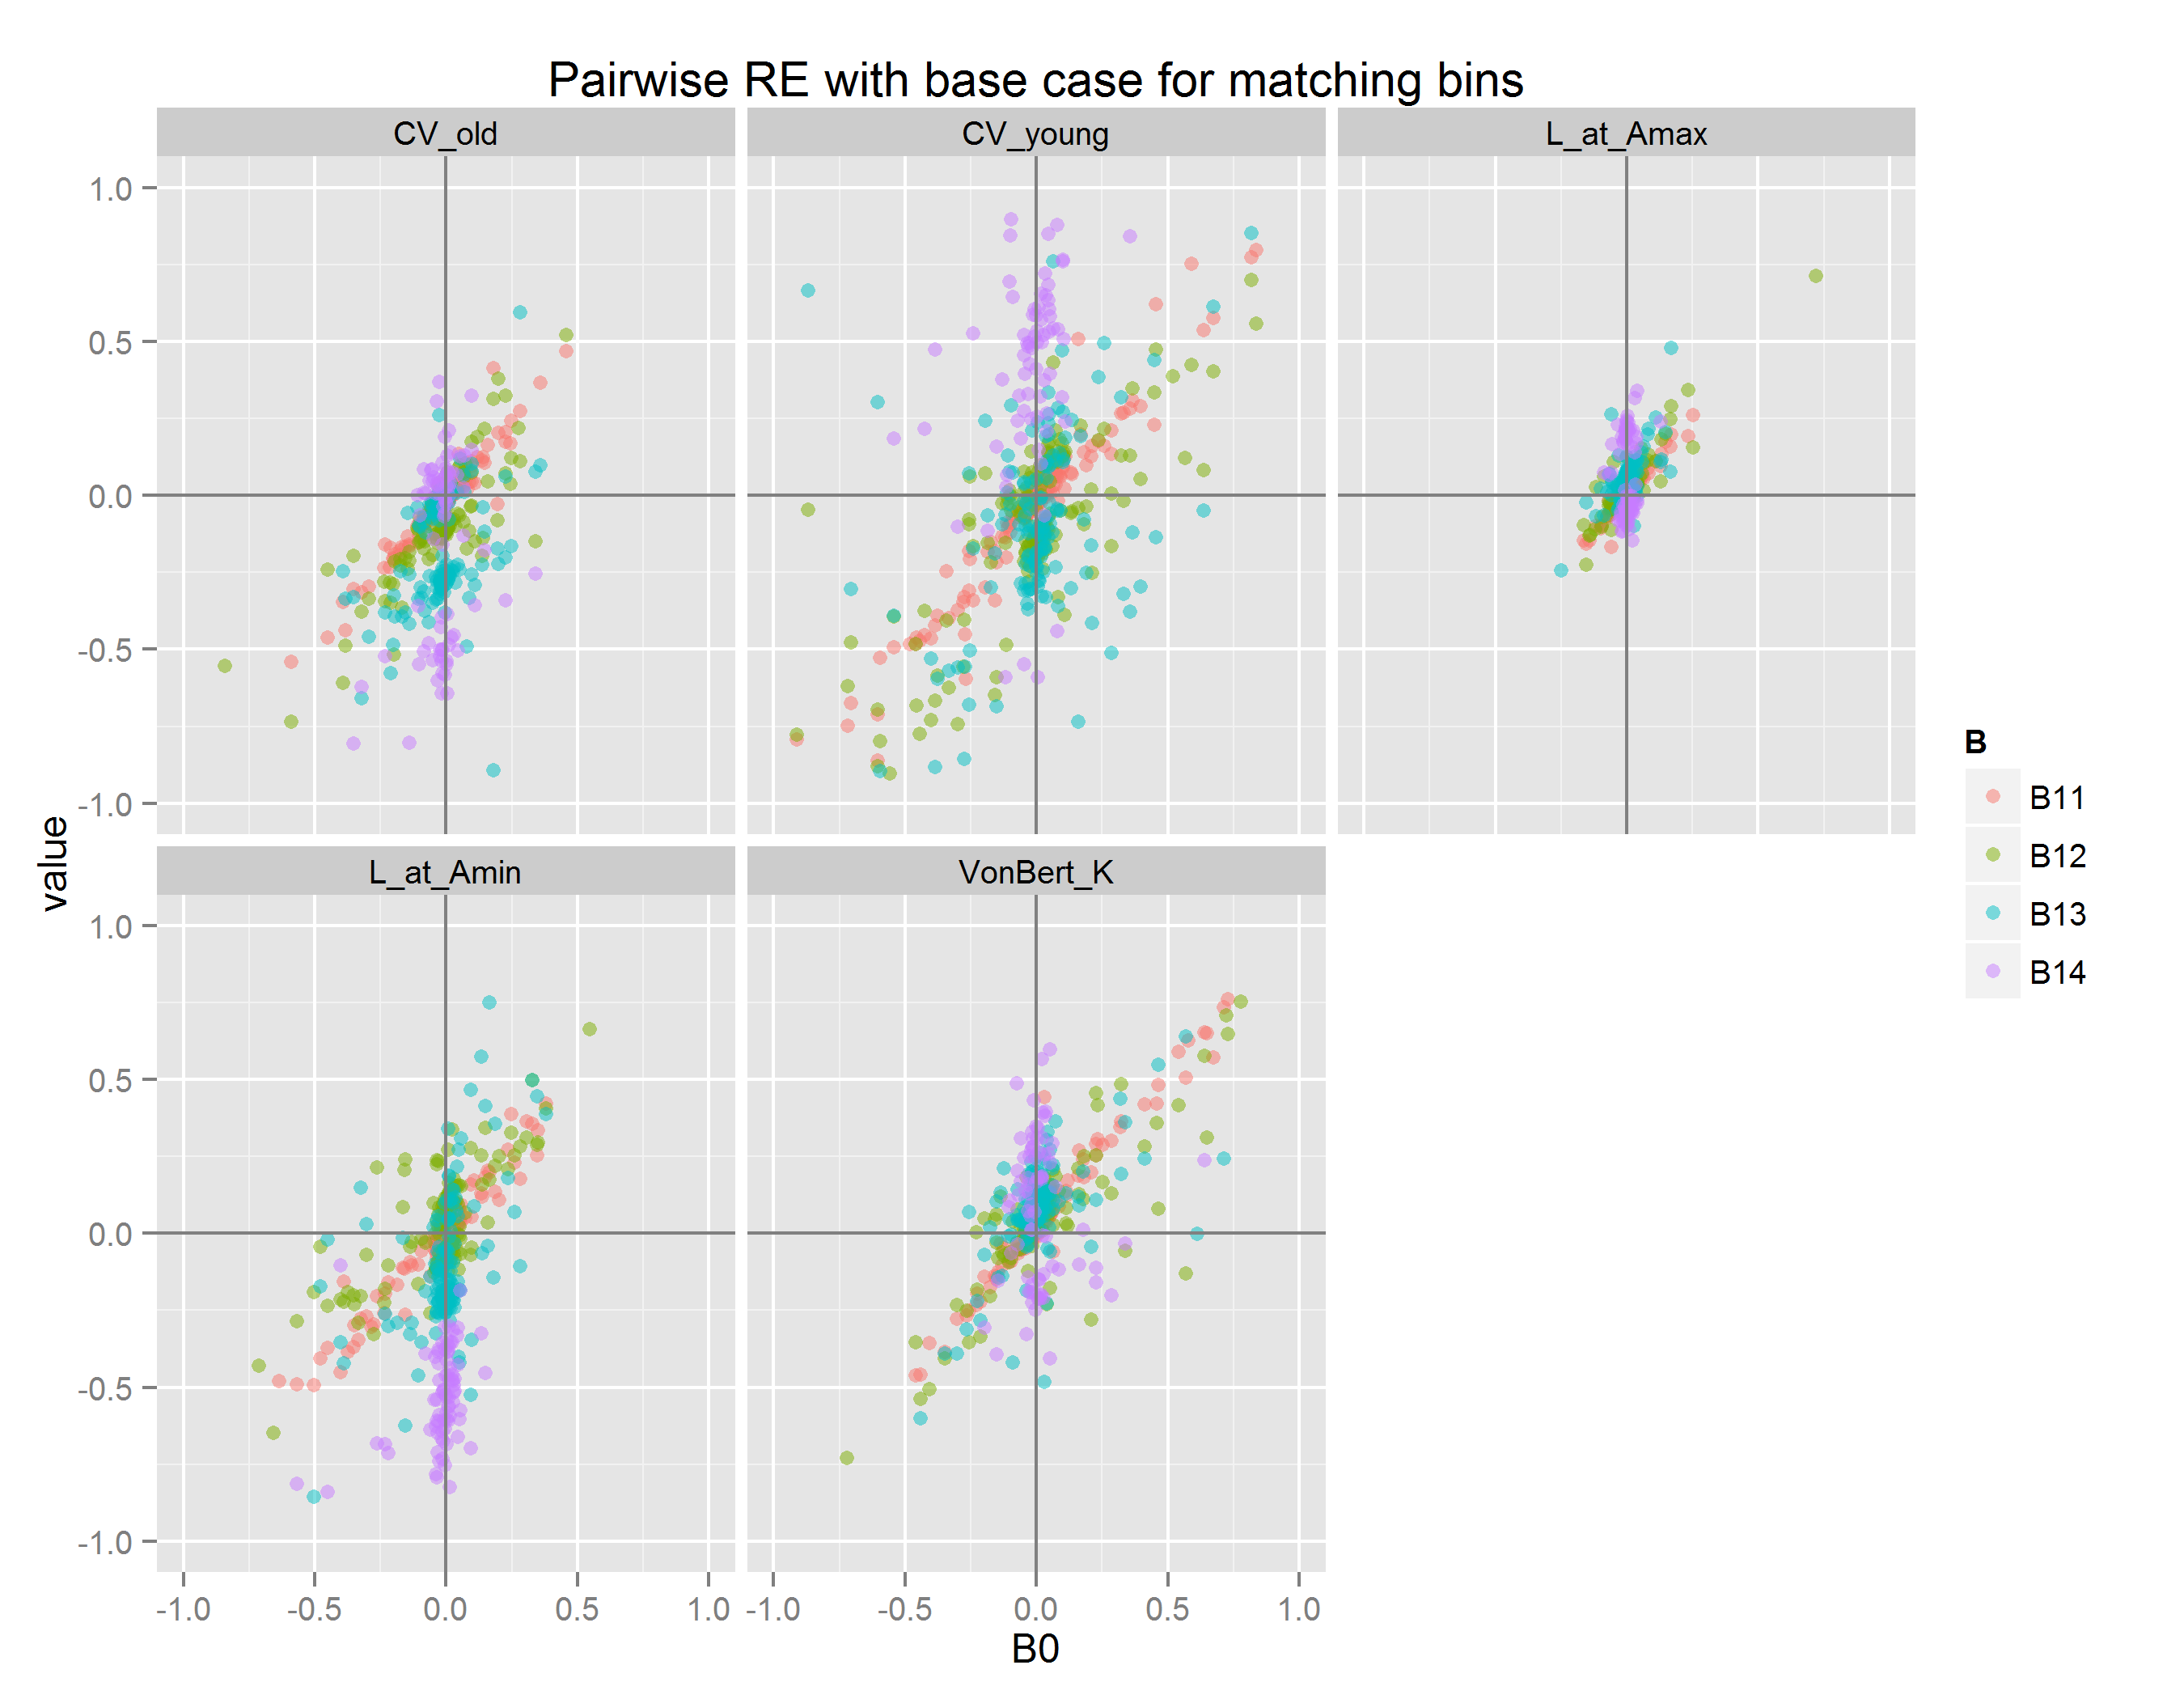 Pairwise RE with base case for matching bins
CV_old CV_young L_at_Amax
1.0
0.5
0.0
-0.5
-1.0
L_at_Amin VonBert_K
1.0
0.5
0.0
-0.5
-1.0
-1.0 -0.5 0.0 0.5 1.0 -1.0 -0.5 0.0 0.5 1.0
B0
value
B
B11
B12
B13
B14